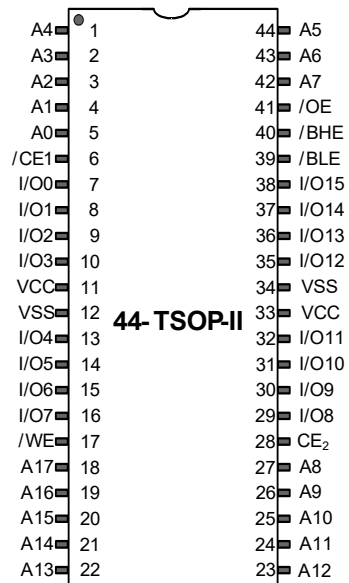 A4 1 44 A5
A3 2 43 A6
A2 3 42 A7
A1 4 41 /OE
A0 5 40 /BHE
/CE1 6 39 /BLE
I/O0 7 38 I/O15
I/O1 8 37 I/O14
I/O2 9 36 I/O13
I/O3 10 35 I/O12
VCC 11 34 VSS
VSS 12 33 VCC
44-TSOP-II
I/O4 13 32 I/O11
I/O5 14 31 I/O10
I/O6 15 30 I/O9
I/O7 16 29 I/O8
/WE 17 28 CE₂
A17 18 27 A8
A16 19 26 A9
A15 20 25 A10
A14 21 24 A11
A13 22 23 A12